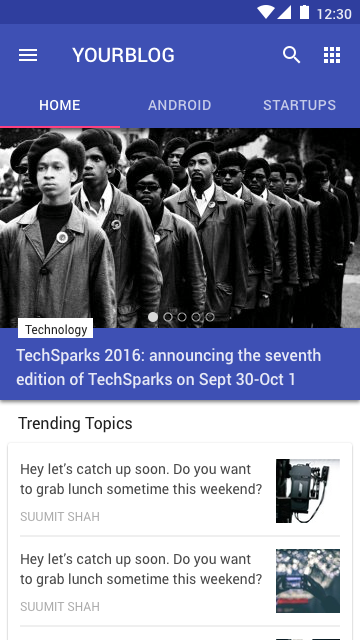 12:30
YOURBLOG
HOME ANDROID STARTUPS
Technology
TechSparks 2016: announcing the seventh
edition of TechSparks on Sept 30-Oct 1
Trending Topics
Hey let's catch up soon. Do you want
to grab lunch sometime this weekend?
SUUMIT SHAH
Hey let's catch up soon. Do you want
to grab lunch sometime this weekend?
SUUMIT SHAH